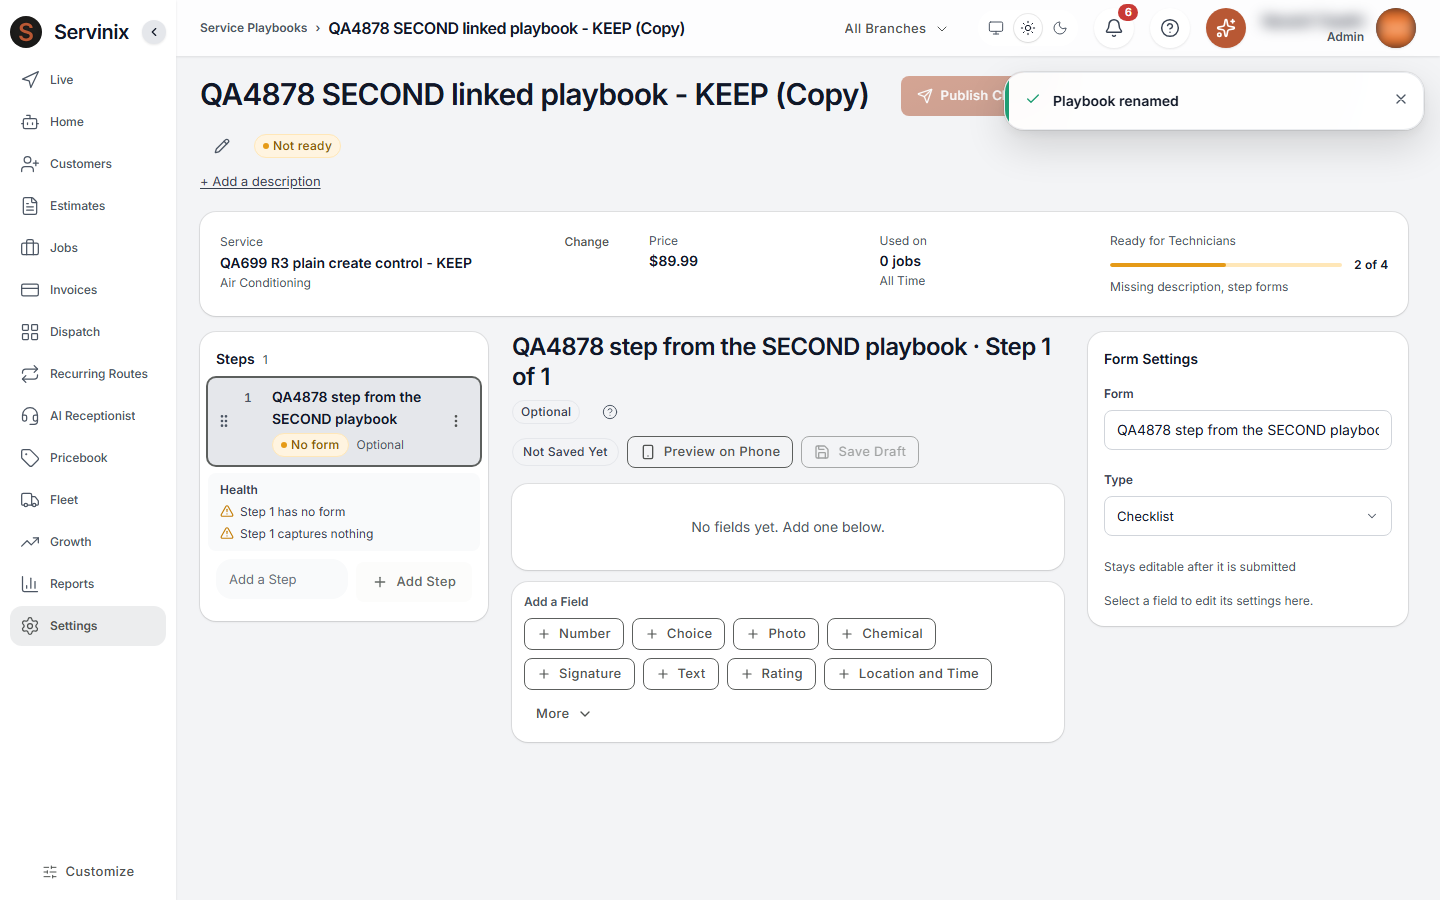 Servinix
Live
Home
Customers
Estimates
Jobs
Invoices
Dispatch
Recurring Routes
AI Receptionist
Pricebook
Fleet
Growth
Reports
Settings
Customize
Service Playbooks › QA4878 SECOND linked playbook - KEEP (Copy)
All Branches
6
Admin
QA4878 SECOND linked playbook - KEEP (Copy)
Publish
Playbook renamed
Not ready
+ Add a description
Service
QA699 R3 plain create control - KEEP
Air Conditioning
Change
Price
$89.99
Used on
0 jobs
All Time
Ready for Technicians
2 of 4
Missing description, step forms
Steps 1
1
QA4878 step from the
SECOND playbook
No form
Optional
Health
Step 1 has no form
Step 1 captures nothing
Add a Step
+ Add Step
QA4878 step from the SECOND playbook · Step 1
of 1
Optional
Not Saved Yet
Preview on Phone
Save Draft
No fields yet. Add one below.
Add a Field
+ Number
+ Choice
+ Photo
+ Chemical
+ Signature
+ Text
+ Rating
+ Location and Time
More
Form Settings
Form
QA4878 step from the SECOND
Type
Checklist
Stays editable after it is submitted
Select a field to edit its settings here.